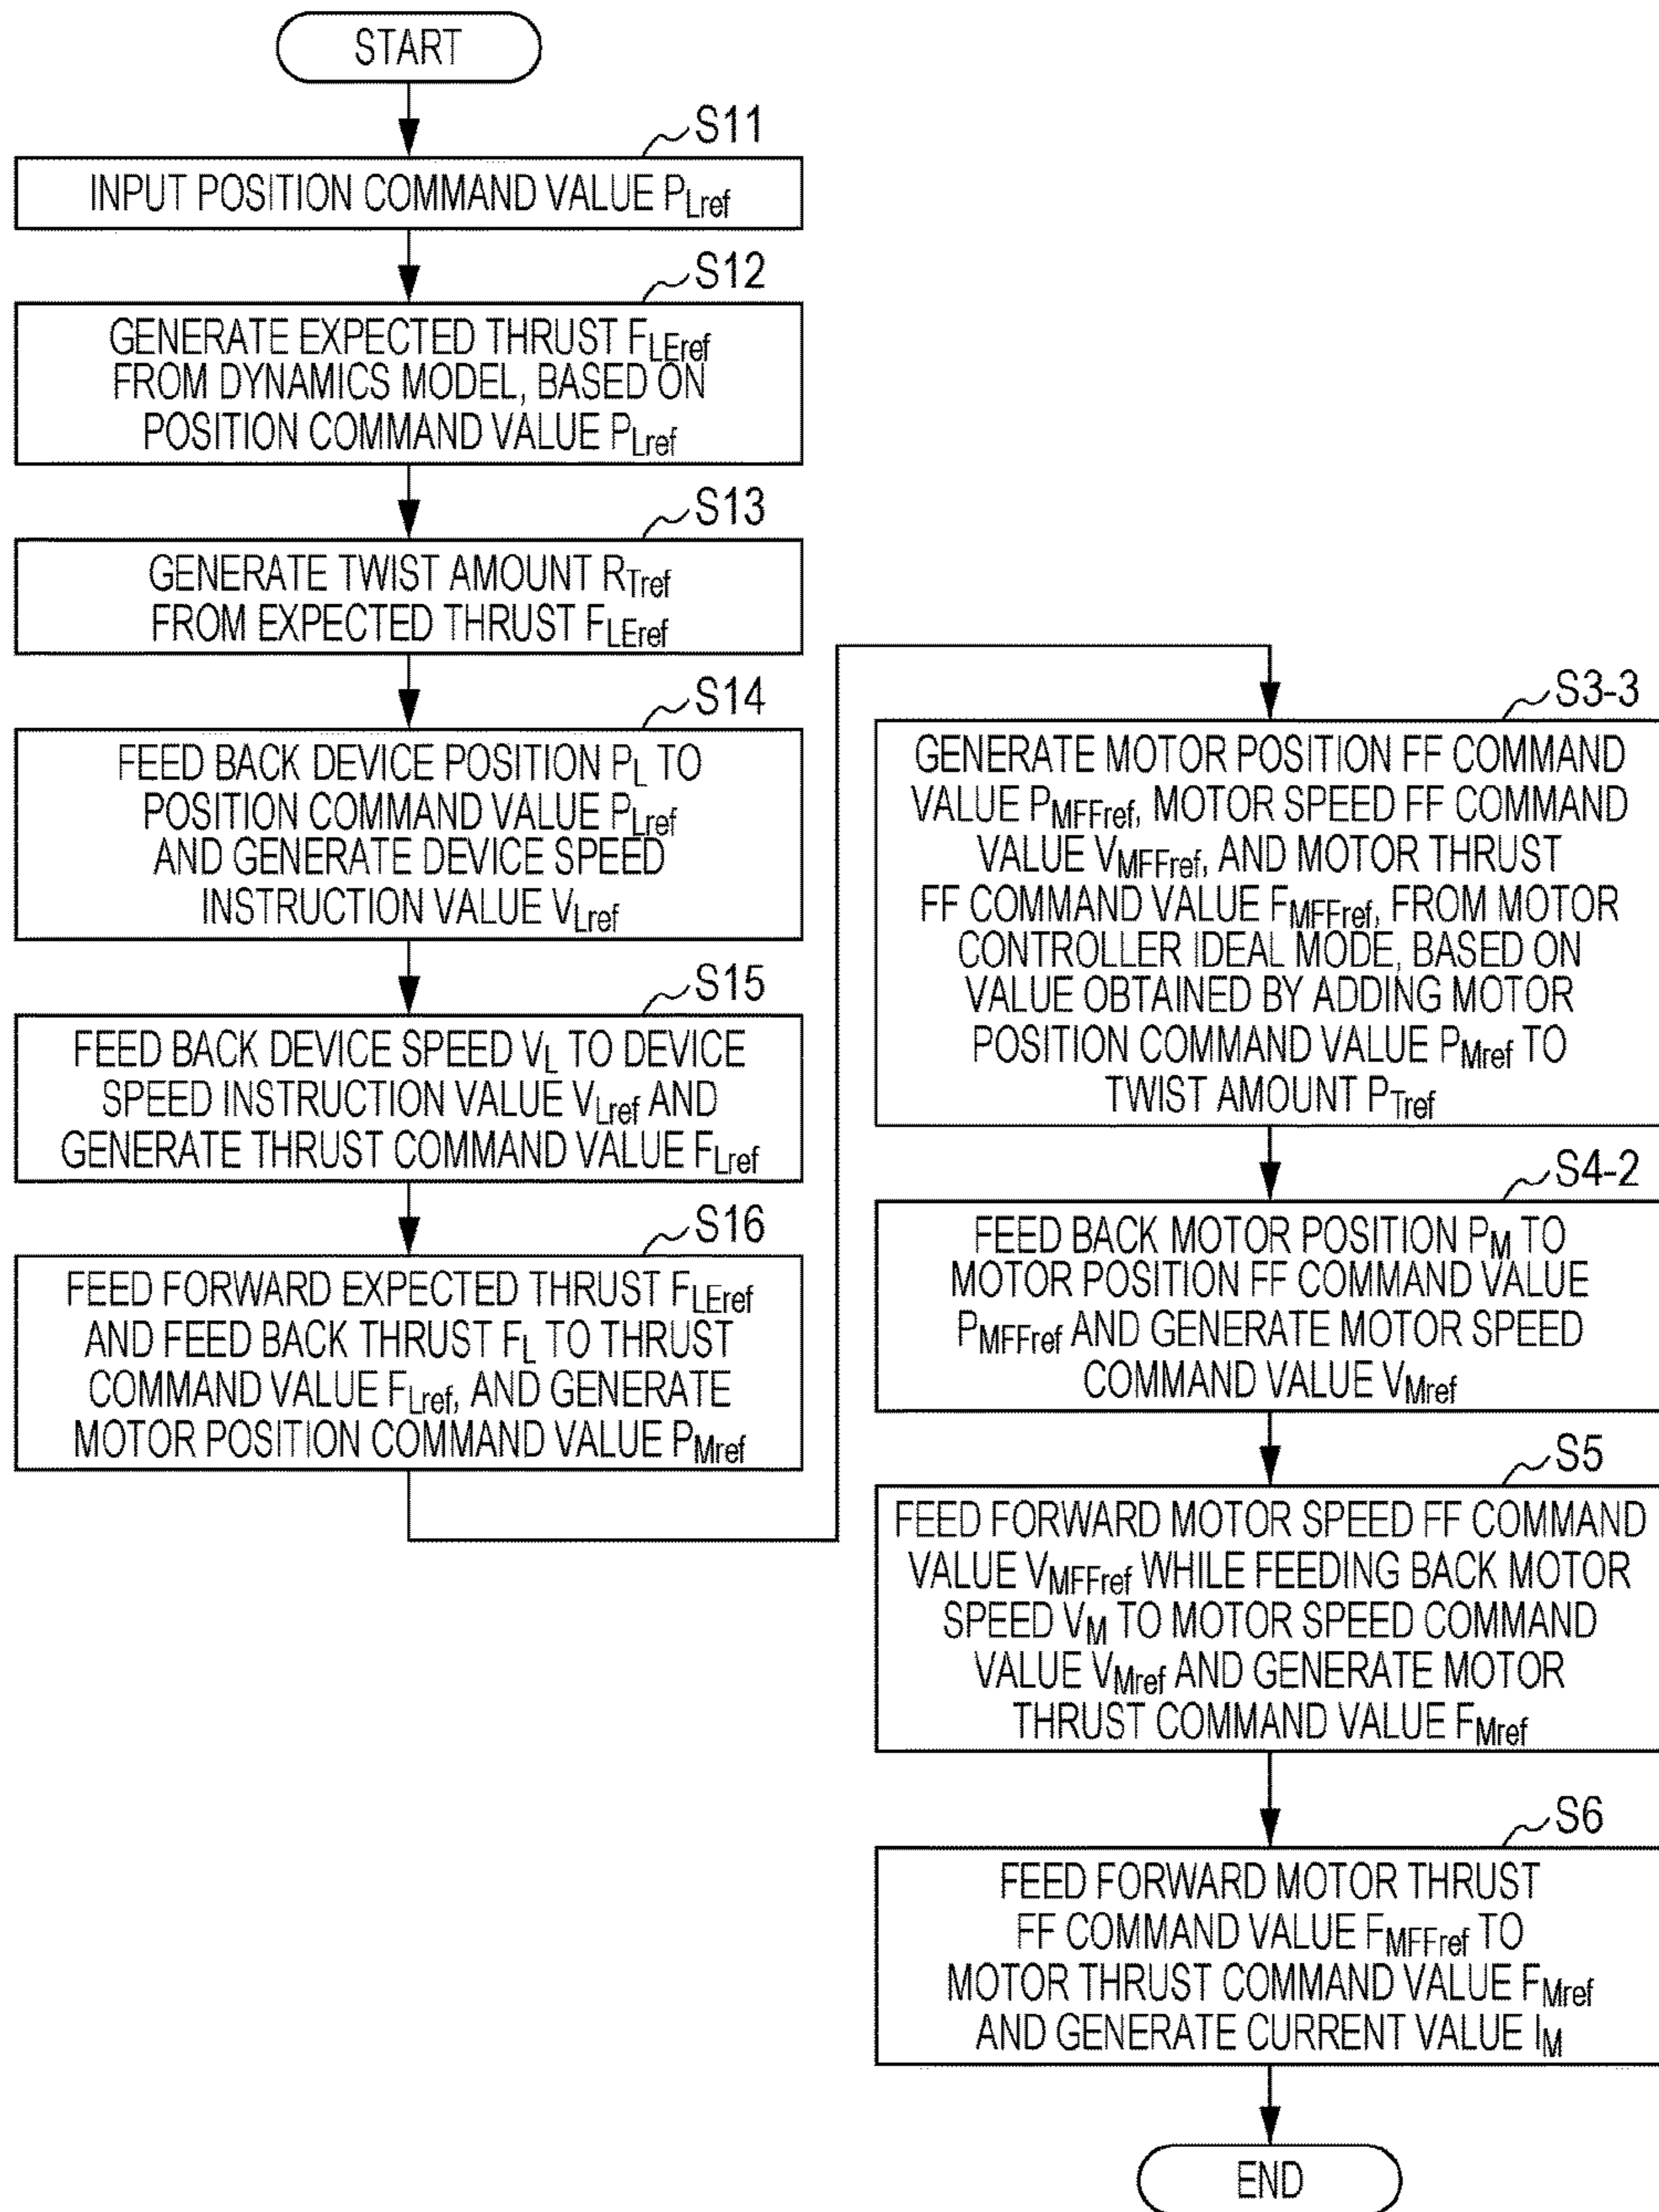 START
S11
INPUT POSITION COMMAND VALUE PLref
S12
GENERATE EXPECTED THRUST FLEref
FROM DYNAMICS MODEL, BASED ON
POSITION COMMAND VALUE PLref
S13
GENERATE TWIST AMOUNT RTref
FROM EXPECTED THRUST FLEref
S14
FEED BACK DEVICE POSITION PL TO
POSITION COMMAND VALUE PLref
AND GENERATE DEVICE SPEED
INSTRUCTION VALUE VLref
S15
FEED BACK DEVICE SPEED VL TO DEVICE
SPEED INSTRUCTION VALUE VLref AND
GENERATE THRUST COMMAND VALUE FLref
S16
FEED FORWARD EXPECTED THRUST FLEref
AND FEED BACK THRUST FL TO THRUST
COMMAND VALUE FLref, AND GENERATE
MOTOR POSITION COMMAND VALUE PMref
S3-3
GENERATE MOTOR POSITION FF COMMAND
VALUE PMFFref, MOTOR SPEED FF COMMAND
VALUE VMFFref, AND MOTOR THRUST
FF COMMAND VALUE FMFFref, FROM MOTOR
CONTROLLER IDEAL MODE, BASED ON
VALUE OBTAINED BY ADDING MOTOR
POSITION COMMAND VALUE PMref TO
TWIST AMOUNT PTref
S4-2
FEED BACK MOTOR POSITION PM TO
MOTOR POSITION FF COMMAND VALUE
PMFFref AND GENERATE MOTOR SPEED
COMMAND VALUE VMref
S5
FEED FORWARD MOTOR SPEED FF COMMAND
VALUE VMFFref WHILE FEEDING BACK MOTOR
SPEED VM TO MOTOR SPEED COMMAND
VALUE VMref AND GENERATE MOTOR
THRUST COMMAND VALUE FMref
S6
FEED FORWARD MOTOR THRUST
FF COMMAND VALUE FMFFref TO
MOTOR THRUST COMMAND VALUE FMref
AND GENERATE CURRENT VALUE IM
END